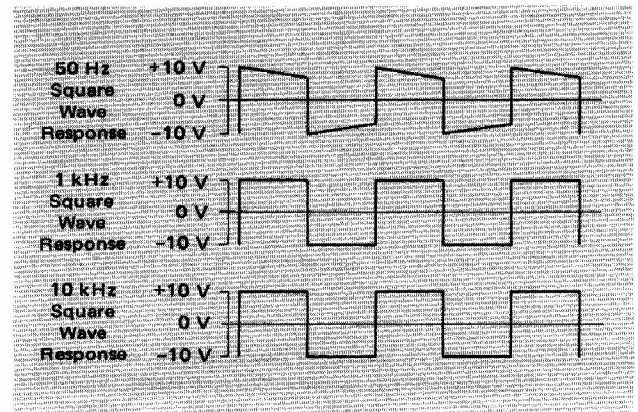 50 Hz +10 V
Square
0 V
Wave
Response -10 V
1 kHz +10 V
Square
0 V
Wave
Response -10 V
10 kHz +10 V
Square
0 V
Wave
Response -10 V